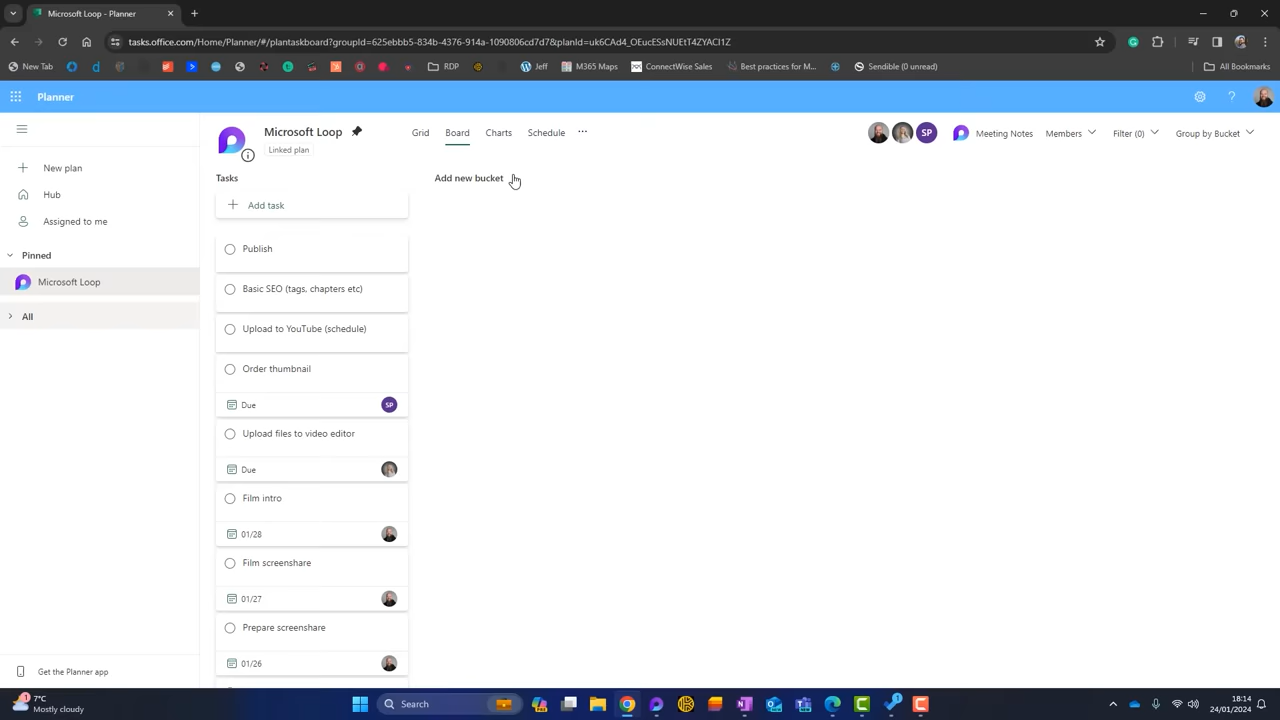 Microsoft Loop - Planner
tasks.office.com/Home/Planner/#/plantaskboard?groupId=625ebbb5-834b-4376-914a-1090806cd7d7&planId=uk6CAd4_OEucESsNUEtT4ZYACI1Z
New Tab
RDP
Jeff
M365 Maps
ConnectWise Sales
Best practices for M...
Sendible (0 unread)
All Bookmarks
Planner
Microsoft Loop
Linked plan
Grid
Board
Charts
Schedule
SP
Meeting Notes
Members
Filter (0)
Group by Bucket
New plan
Hub
Assigned to me
Pinned
Microsoft Loop
All
Get the Planner app
Tasks
Add new bucket
Add task
Publish
Basic SEO (tags, chapters etc)
Upload to YouTube (schedule)
Order thumbnail
Due
SP
Upload files to video editor
Due
Film intro
01/28
Film screenshare
01/27
Prepare screenshare
01/26
7°C
Mostly cloudy
Search
18:14
24/01/2024